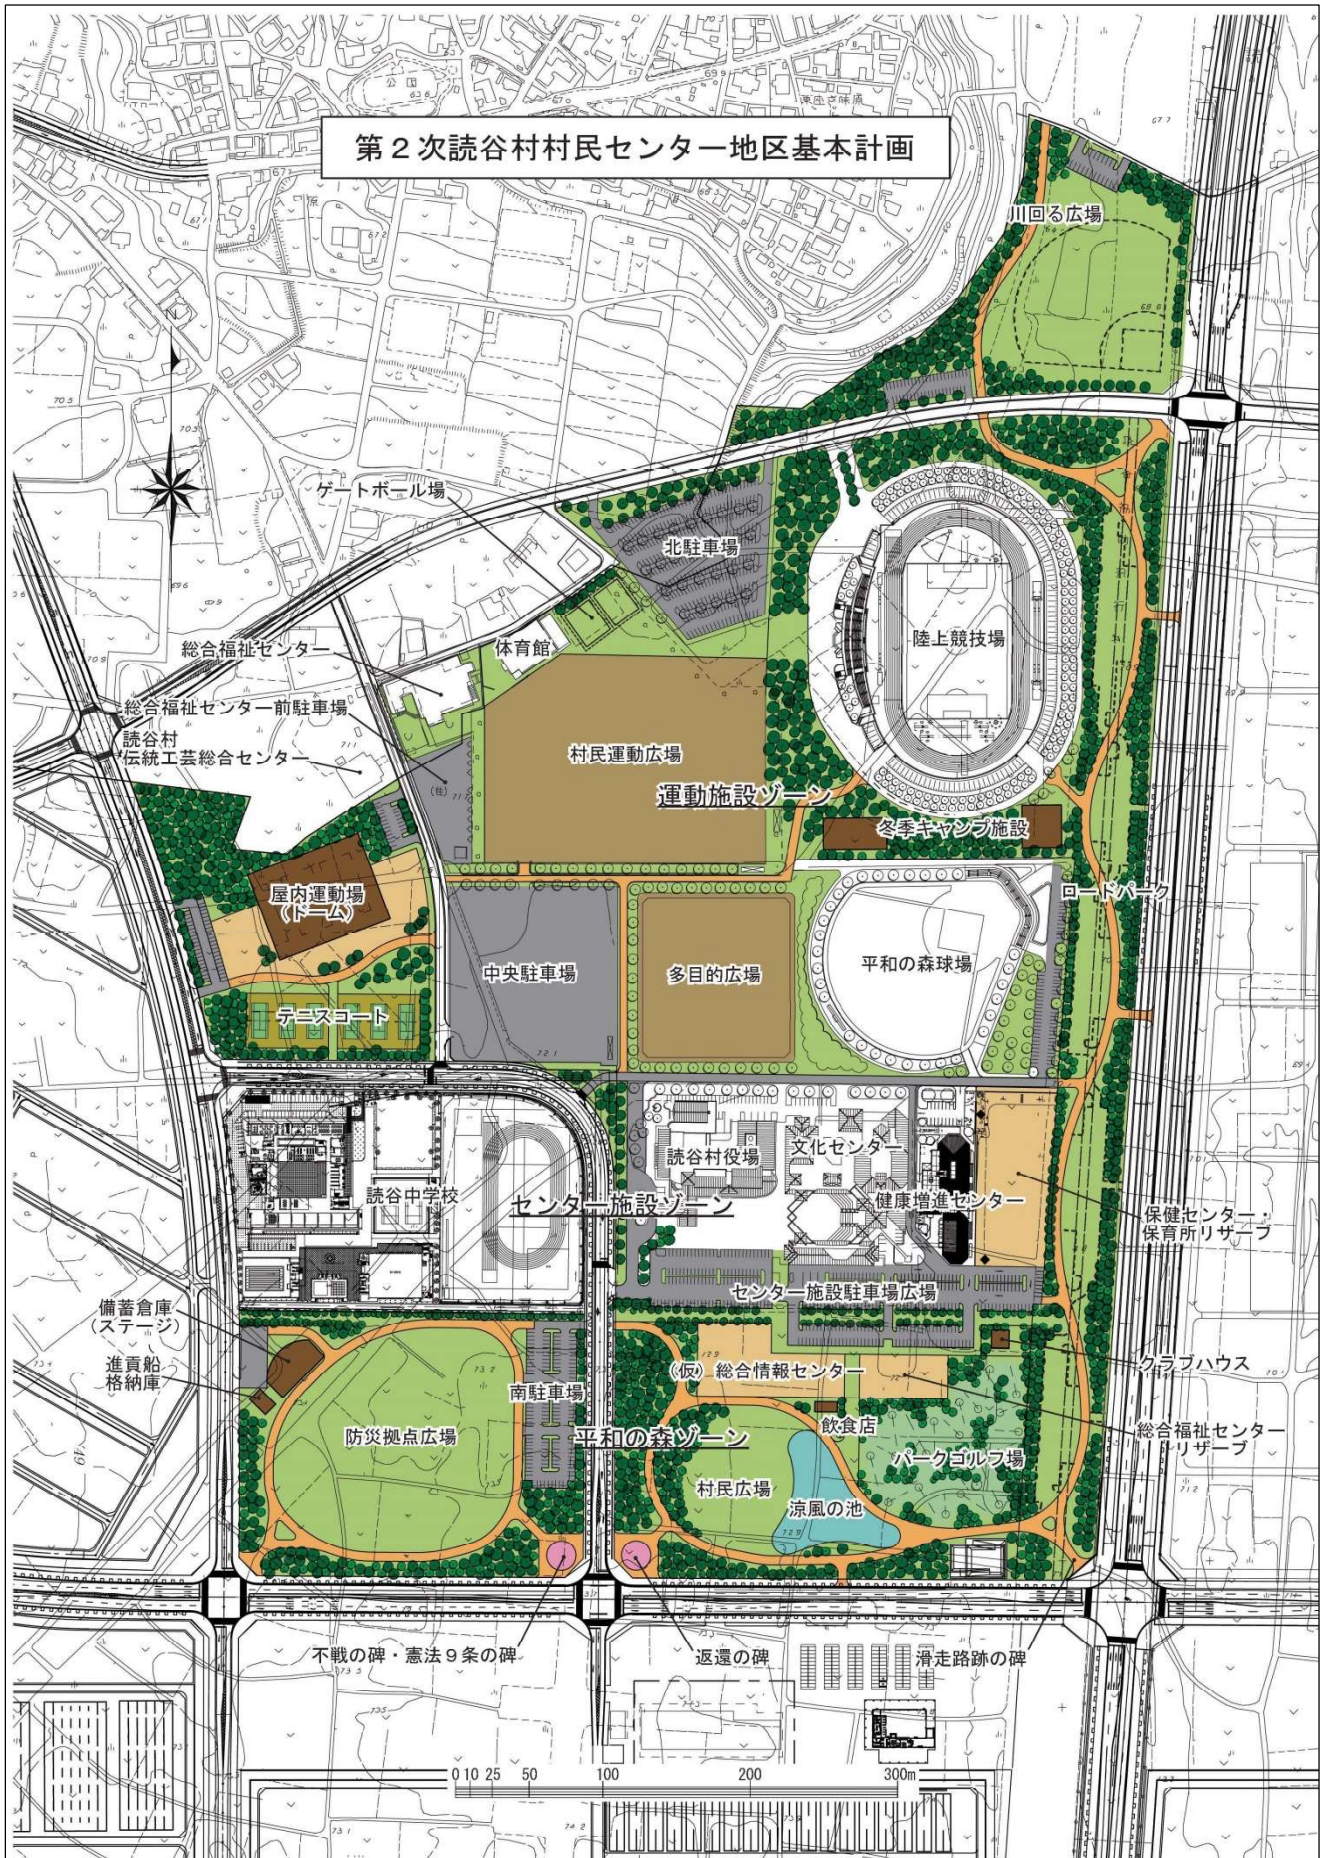 第2次読谷村村民センター地区基本計画
川回る広場
ゲートボール場
北駐車場
陸上競技場
総合福祉センター
体育館
総合福祉センター前駐車場
読谷村
伝統工芸総合センター
村民運動広場
運動施設ゾーン
冬季キャンプ施設
屋内運動場
(ドーム)
ロードパーク
中央駐車場
多目的広場
平和の森球場
テニスコート
読谷村役場
文化センター
読谷中学校
センター施設ゾーン
健康増進センター
保健センター・
保育所リザーブ
備蓄倉庫
(ステージ)
センター施設駐車場広場
進貢船
格納庫
クラブハウス
(仮)総合情報センター
南駐車場
防災拠点広場
平和の森ゾーン
飲食店
総合福祉センター
リザーブ
パークゴルフ場
村民広場
涼風の池
不戦の碑・憲法9条の碑
返還の碑
滑走路跡の碑
0 10 25 50 100 200 300m